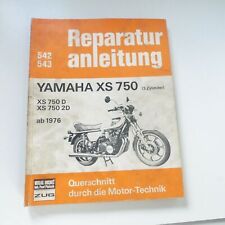 542
543
Reparatur
anleitung
YAMAHA XS 750 (3 Zylinder)
XS 750 D
XS 750 2D
ab 1976
Querschnitt
durch die Motor-Technik
ZUG